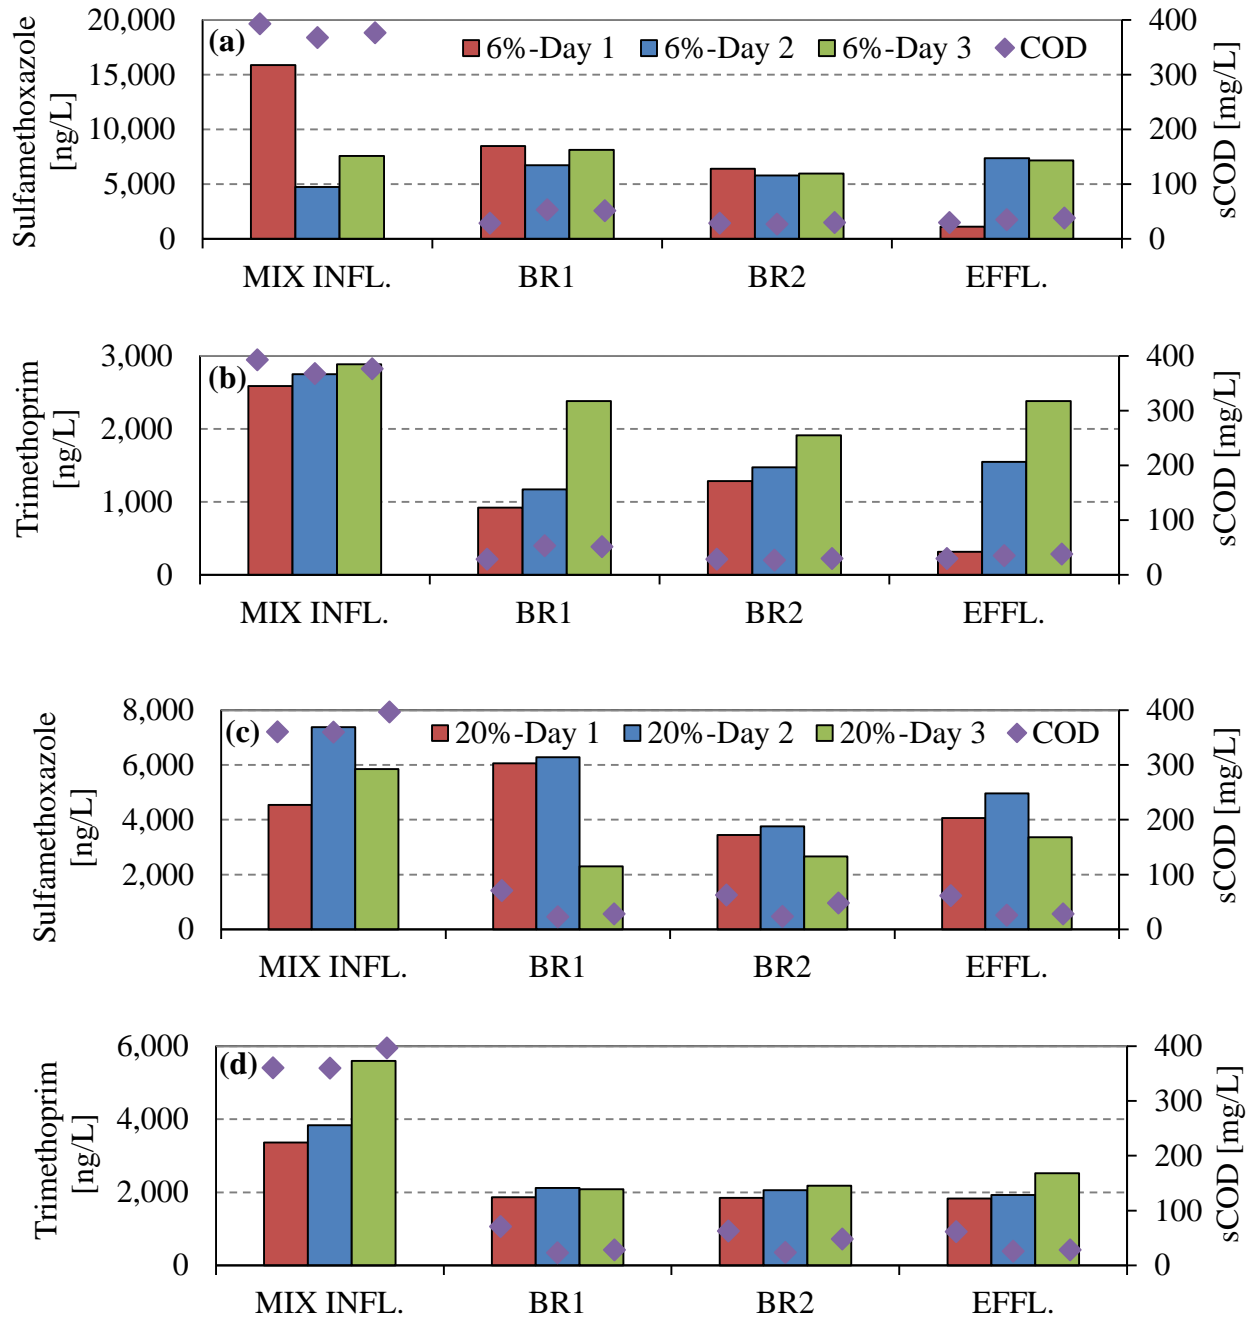 (a)
6%-Day 1 6%-Day 2 6%-Day 3 COD
20,000
15,000
10,000
5,000
0
Sulfamethoxazole
[ng/L]
400
300
200
100
0
sCOD [mg/L]
MIX INFL. BR1 BR2 EFFL.
(b)
3,000
2,000
1,000
0
Trimethoprim
[ng/L]
400
300
200
100
0
sCOD [mg/L]
MIX INFL. BR1 BR2 EFFL.
(c)
20%-Day 1 20%-Day 2 20%-Day 3 COD
8,000
6,000
4,000
2,000
0
Sulfamethoxazole
[ng/L]
400
300
200
100
0
sCOD [mg/L]
MIX INFL. BR1 BR2 EFFL.
(d)
6,000
4,000
2,000
0
Trimethoprim
[ng/L]
400
300
200
100
0
sCOD [mg/L]
MIX INFL. BR1 BR2 EFFL.